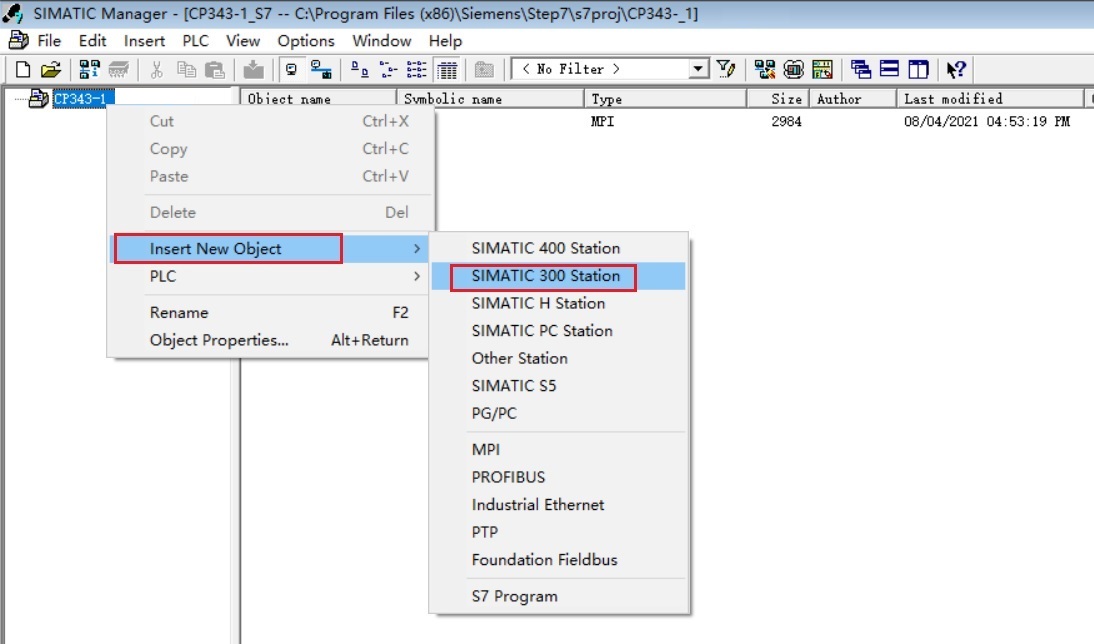 SIMATIC Manager - [CP343-1_S7 -- C:\Program Files (x86)\Siemens\Step7\s7proj\CP343-_1]
File Edit Insert PLC View Options Window Help
< No Filter >
CP343-1
Object name Symbolic name Type Size Author Last modified
MPI 2984 08/04/2021 04:53:19 PM
Cut Ctrl+X
Copy Ctrl+C
Paste Ctrl+V
Delete Del
Insert New Object
PLC
Rename F2
Object Properties... Alt+Return
SIMATIC 400 Station
SIMATIC 300 Station
SIMATIC H Station
SIMATIC PC Station
Other Station
SIMATIC S5
PG/PC
MPI
PROFIBUS
Industrial Ethernet
PTP
Foundation Fieldbus
S7 Program